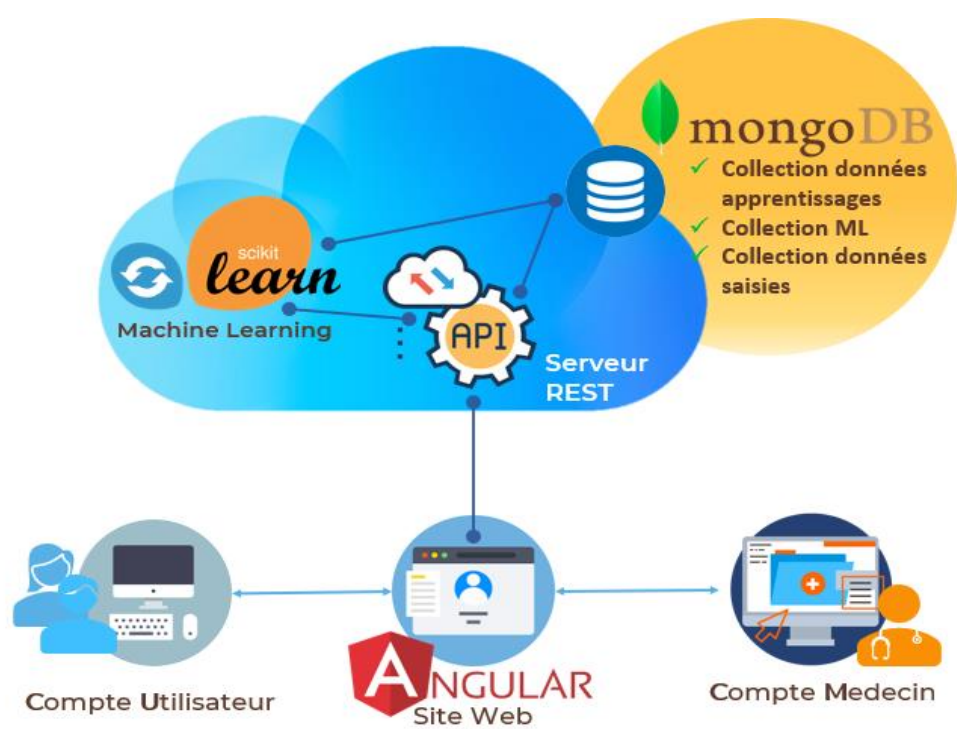 mongoDB
✓ Collection données
apprentissages
✓ Collection ML
✓ Collection données
saisies
scikit
learn
Machine Learning
API
Serveur
REST
Compte Utilisateur
ANGULAR
Site Web
Compte Medecin